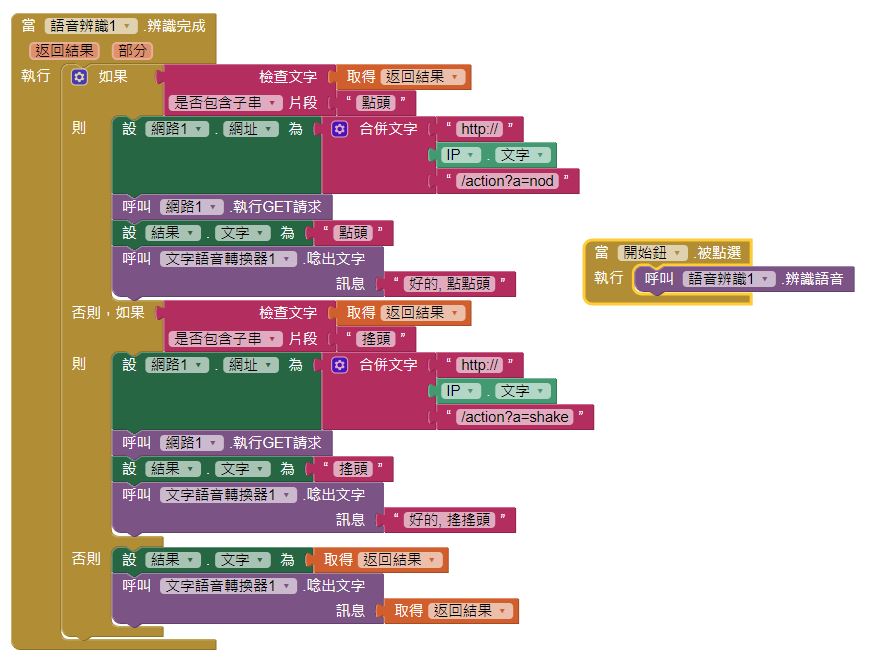 當 語音辨識1 .辨識完成
返回結果 部分
執行 如果 檢查文字 取得 返回結果
是否包含子串 片段 “ 點頭 ”
則 設 網路1 . 網址 為 合併文字 “ http:// ”
IP . 文字
“ /action?a=nod ”
呼叫 網路1 .執行GET請求
設 結果 . 文字 為 “ 點頭 ”
呼叫 文字語音轉換器1 .唸出文字
訊息 “ 好的, 點點頭 ”
否則，如果 檢查文字 取得 返回結果
是否包含子串 片段 “ 搖頭 ”
則 設 網路1 . 網址 為 合併文字 “ http:// ”
IP . 文字
“ /action?a=shake ”
呼叫 網路1 .執行GET請求
設 結果 . 文字 為 “ 搖頭 ”
呼叫 文字語音轉換器1 .唸出文字
訊息 “ 好的, 搖搖頭 ”
否則 設 結果 . 文字 為 取得 返回結果
呼叫 文字語音轉換器1 .唸出文字
訊息 取得 返回結果
當 開始鈕 .被點選
執行 呼叫 語音辨識1 .辨識語音